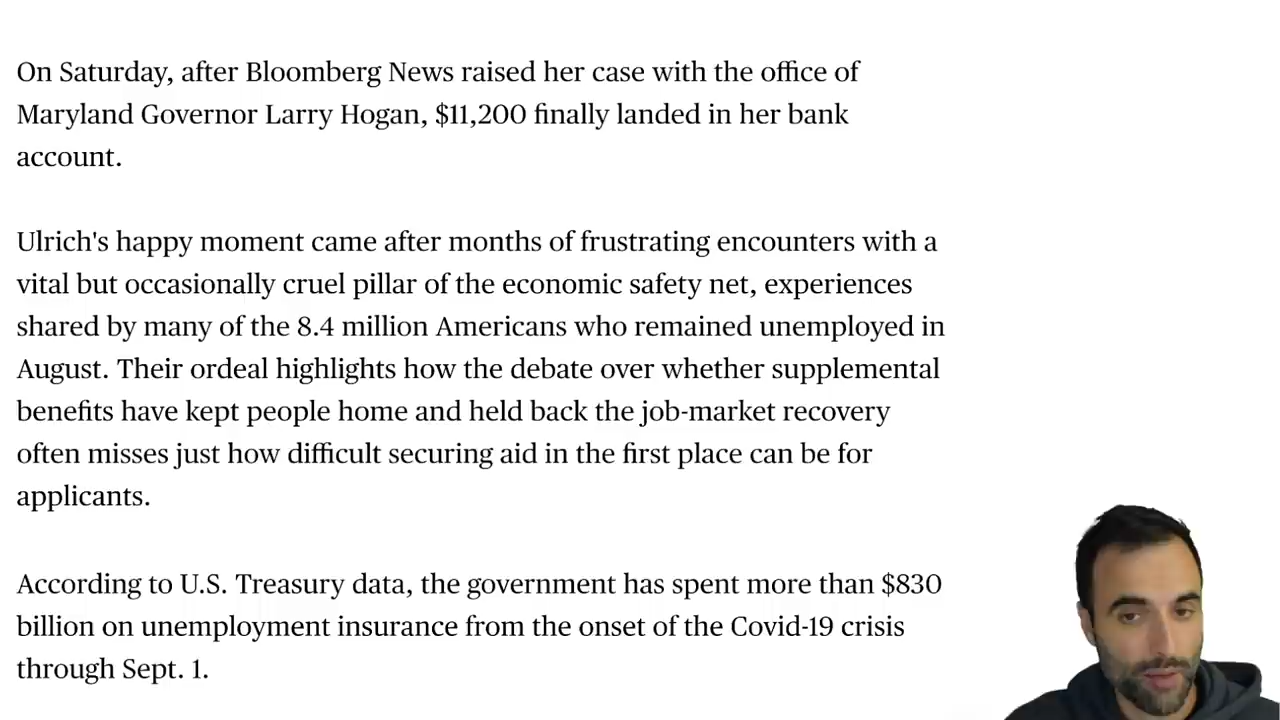 On Saturday, after Bloomberg News raised her case with the office of
Maryland Governor Larry Hogan, $11,200 finally landed in her bank
account.
Ulrich's happy moment came after months of frustrating encounters with a
vital but occasionally cruel pillar of the economic safety net, experiences
shared by many of the 8.4 million Americans who remained unemployed in
August. Their ordeal highlights how the debate over whether supplemental
benefits have kept people home and held back the job-market recovery
often misses just how difficult securing aid in the first place can be for
applicants.
According to U.S. Treasury data, the government has spent more than $830
billion on unemployment insurance from the onset of the Covid-19 crisis
through Sept. 1.